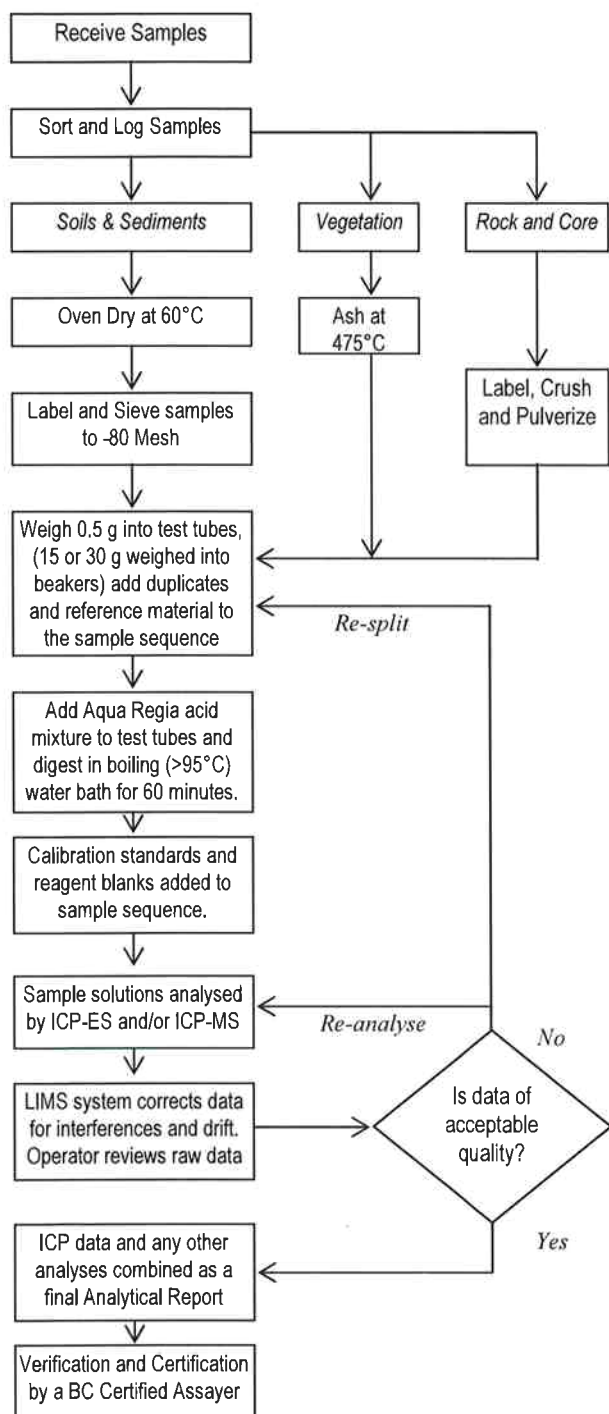 Receive Samples
Sort and Log Samples
Soils & Sediments
Vegetation
Rock and Core
Oven Dry at 60°C
Ash at
475°C
Label, Crush
and Pulverize
Label and Sieve samples
to -80 Mesh
Weigh 0.5 g into test tubes,
(15 or 30 g weighed into
beakers) add duplicates
and reference material to
the sample sequence
Re-split
Add Aqua Regia acid
mixture to test tubes and
digest in boiling (>95°C)
water bath for 60 minutes.
Calibration standards and
reagent blanks added to
sample sequence.
Sample solutions analysed
by ICP-ES and/or ICP-MS
Re-analyse
No
LIMS system corrects data
for interferences and drift.
Operator reviews raw data
Is data of
acceptable
quality?
Yes
ICP data and any other
analyses combined as a
final Analytical Report
Verification and Certification
by a BC Certified Assayer